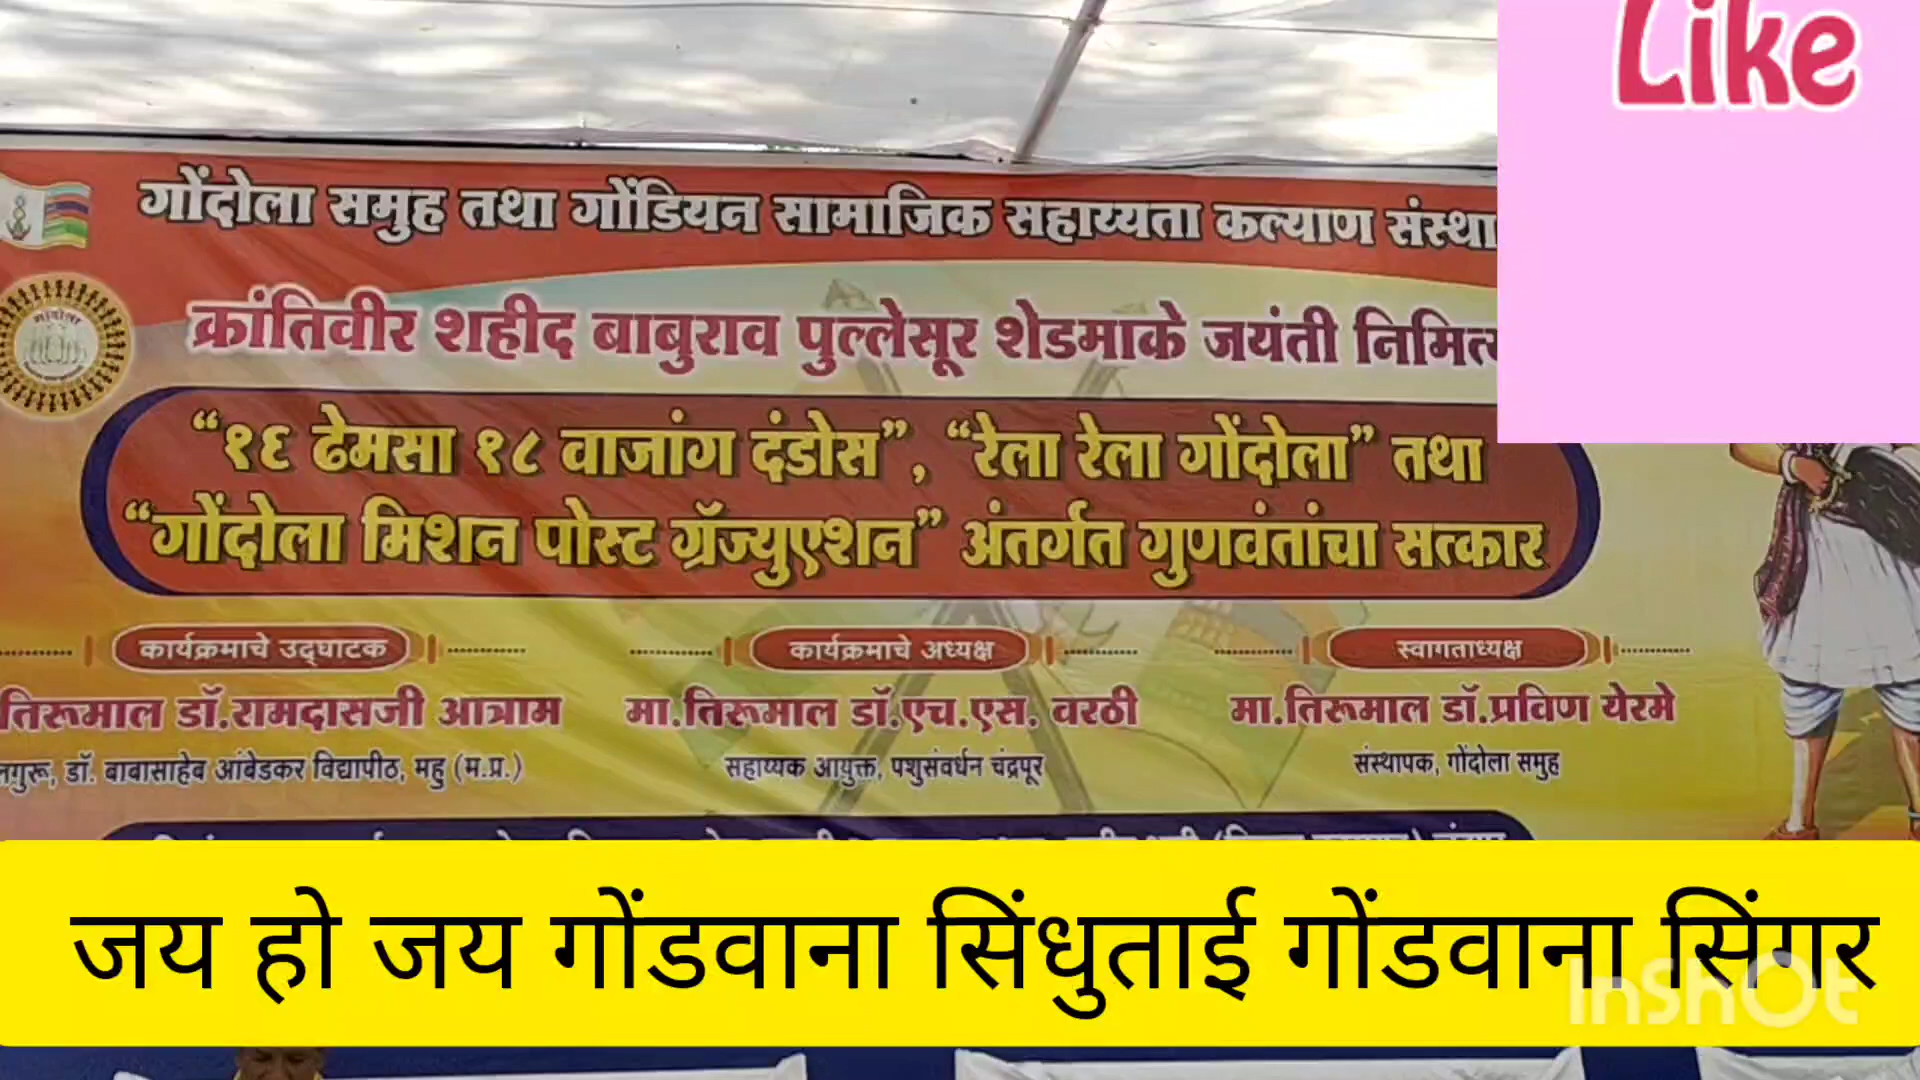 Like
गोंदोला समुह तथा गोंडियन सामाजिक सहाय्यता कल्याण संस्था
क्रांतिवीर शहीद बाबुराव पुल्लेसूर शेडमाके जयंती निमित्य
गोंदोला
“१६ ढेमसा १८ वाजांग दंडोस”, “रेला रेला गोंदोला” तथा
“गोंदोला मिशन पोस्ट ग्रॅज्युएशन” अंतर्गत गुणवंतांचा सत्कार
कार्यक्रमाचे उद्घाटक
कार्यक्रमाचे अध्यक्ष
स्वागताध्यक्ष
तिरूमाल डॉ.रामदासजी आत्राम
मा.तिरूमाल डॉ.एच.एस. वरठी
मा.तिरूमाल डॉ.प्रविण येरमे
डॉ. बाबासाहेब आंबेडकर विद्यापीठ, महु (म.प्र.)
सहाय्यक आयुक्त, पशुसंवर्धन चंद्रपूर
संस्थापक, गोंदोला समुह
जय हो जय गोंडवाना सिंधुताई गोंडवाना सिंगर
InShOt